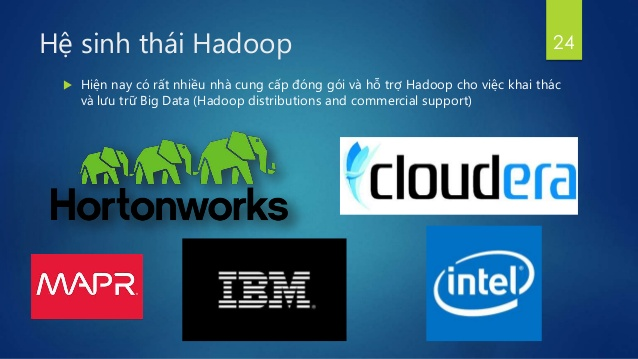 Hệ sinh thái Hadoop
24
Hiện nay có rất nhiều nhà cung cấp đóng gói và hỗ trợ Hadoop cho việc khai thác
và lưu trữ Big Data (Hadoop distributions and commercial support)
Hortonworks
cloudera
MAPR
IBM
intel